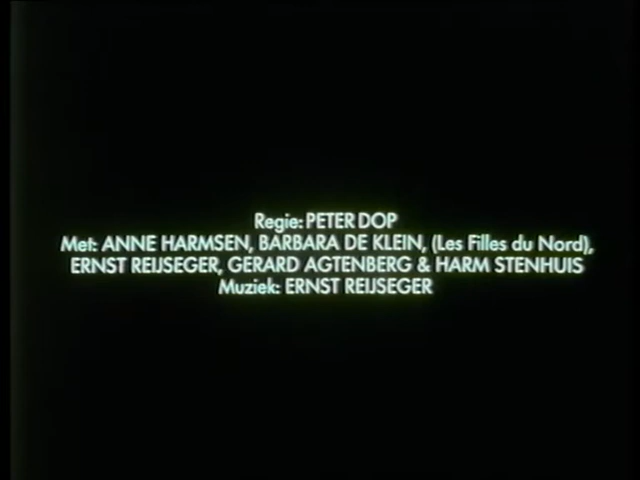 Regie: PETER DOP
Met: ANNE HARMSEN, BARBARA DE KLEIN, (Les Filles du Nord),
ERNST REIJSEGER, GERARD AGTENBERG & HARM STENHUIS
Muziek: ERNST REIJSEGER